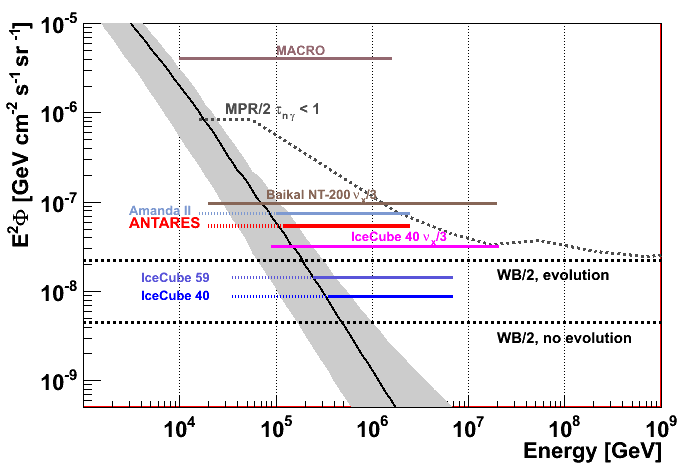 E²Φ [GeV cm⁻² s⁻¹ sr⁻¹]
10⁻⁵
10⁻⁶
10⁻⁷
10⁻⁸
10⁻⁹
MACRO
MPR/2 τₙᵧ < 1
Baikal NT-200 νₓ/3
Amanda II
ANTARES
IceCube 40 νₓ/3
WB/2, evolution
IceCube 59
IceCube 40
WB/2, no evolution
10⁴ 10⁵ 10⁶ 10⁷ 10⁸ 10⁹
Energy [GeV]